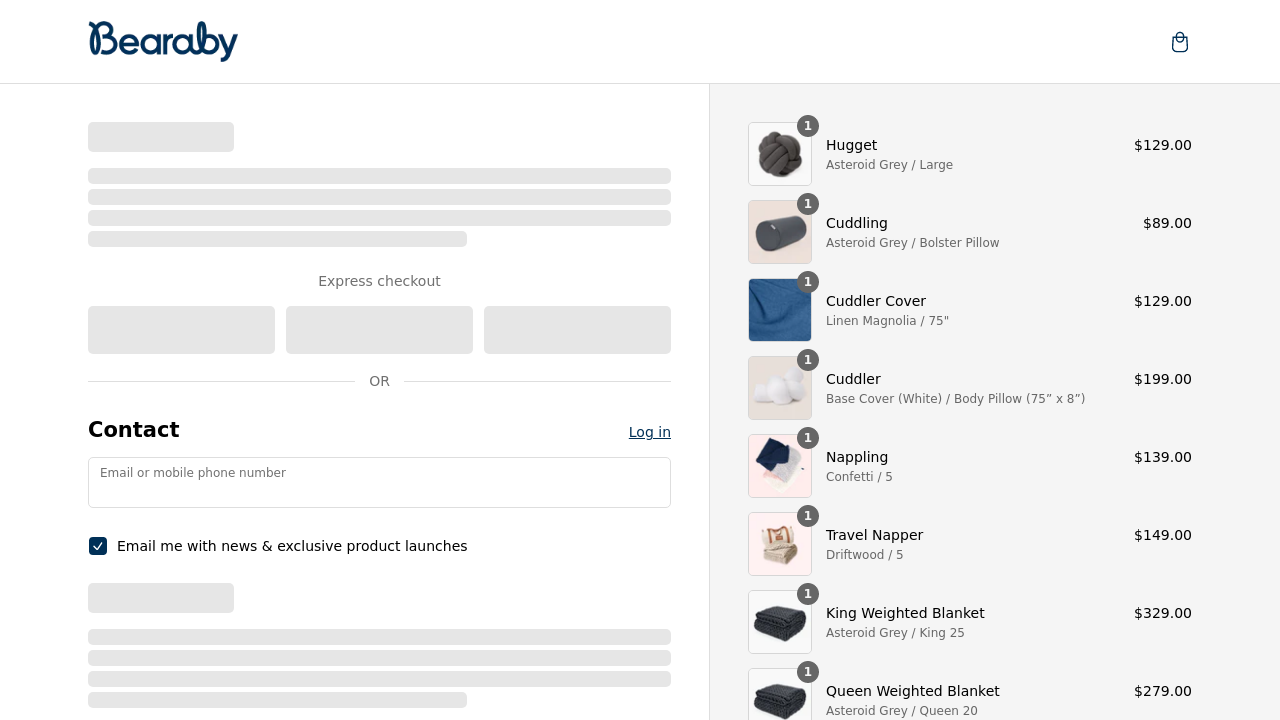 Bearaby
Express checkout
OR
Contact
Log in
Email or mobile phone number
Email me with news & exclusive product launches
1
Hugget
Asteroid Grey / Large
$129.00
1
Cuddling
Asteroid Grey / Bolster Pillow
$89.00
1
Cuddler Cover
Linen Magnolia / 75"
$129.00
1
Cuddler
Base Cover (White) / Body Pillow (75” x 8”)
$199.00
1
Nappling
Confetti / 5
$139.00
1
Travel Napper
Driftwood / 5
$149.00
1
King Weighted Blanket
Asteroid Grey / King 25
$329.00
1
Queen Weighted Blanket
Asteroid Grey / Queen 20
$279.00